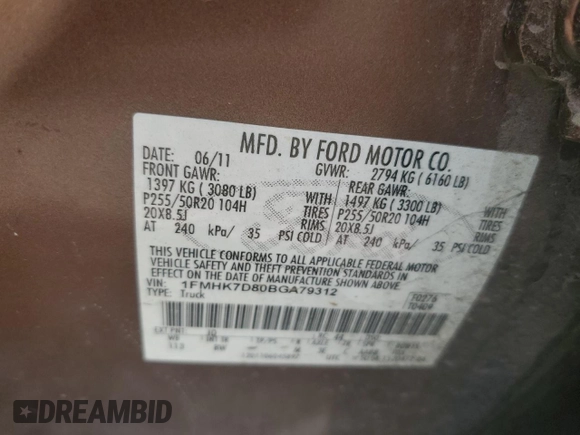 MFD. BY FORD MOTOR CO.
DATE: 06/11 GVWR: 2794 KG ( 6160 LB)
FRONT GAWR: REAR GAWR:
1397 KG ( 3080 LB) 1497 KG ( 3300 LB)
P255/50R20 104H WITH TIRES P255/50R20 104H WITH TIRES
20X8.5J RIMS 20X8.5J RIMS
AT 240 kPa/ 35 PSI COLD AT 240 kPa/ 35 PSI COLD
THIS VEHICLE CONFORMS TO ALL APPLICABLE FEDERAL MOTOR
VEHICLE SAFETY AND THEFT PREVENTION STANDARDS IN
EFFECT ON THE DATE OF MANUFACTURE SHOWN ABOVE.
VIN: 1FMHK7D80BGA79312
TYPE: Truck
EXT PNT:
DREAMBID
dreambid.com